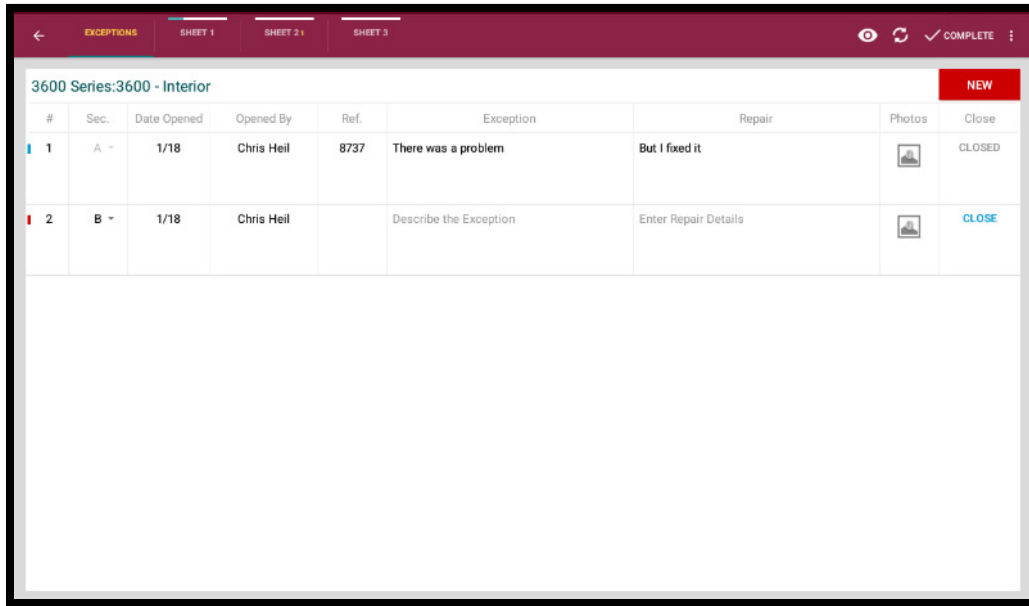 EXCEPTIONS SHEET 1 SHEET 2 1 SHEET 3 COMPLETE
3600 Series:3600 - Interior NEW
# Sec. Date Opened Opened By Ref. Exception Repair Photos Close
1 A 1/18 Chris Heil 8737 There was a problem But I fixed it CLOSED
2 B 1/18 Chris Heil Describe the Exception Enter Repair Details CLOSE